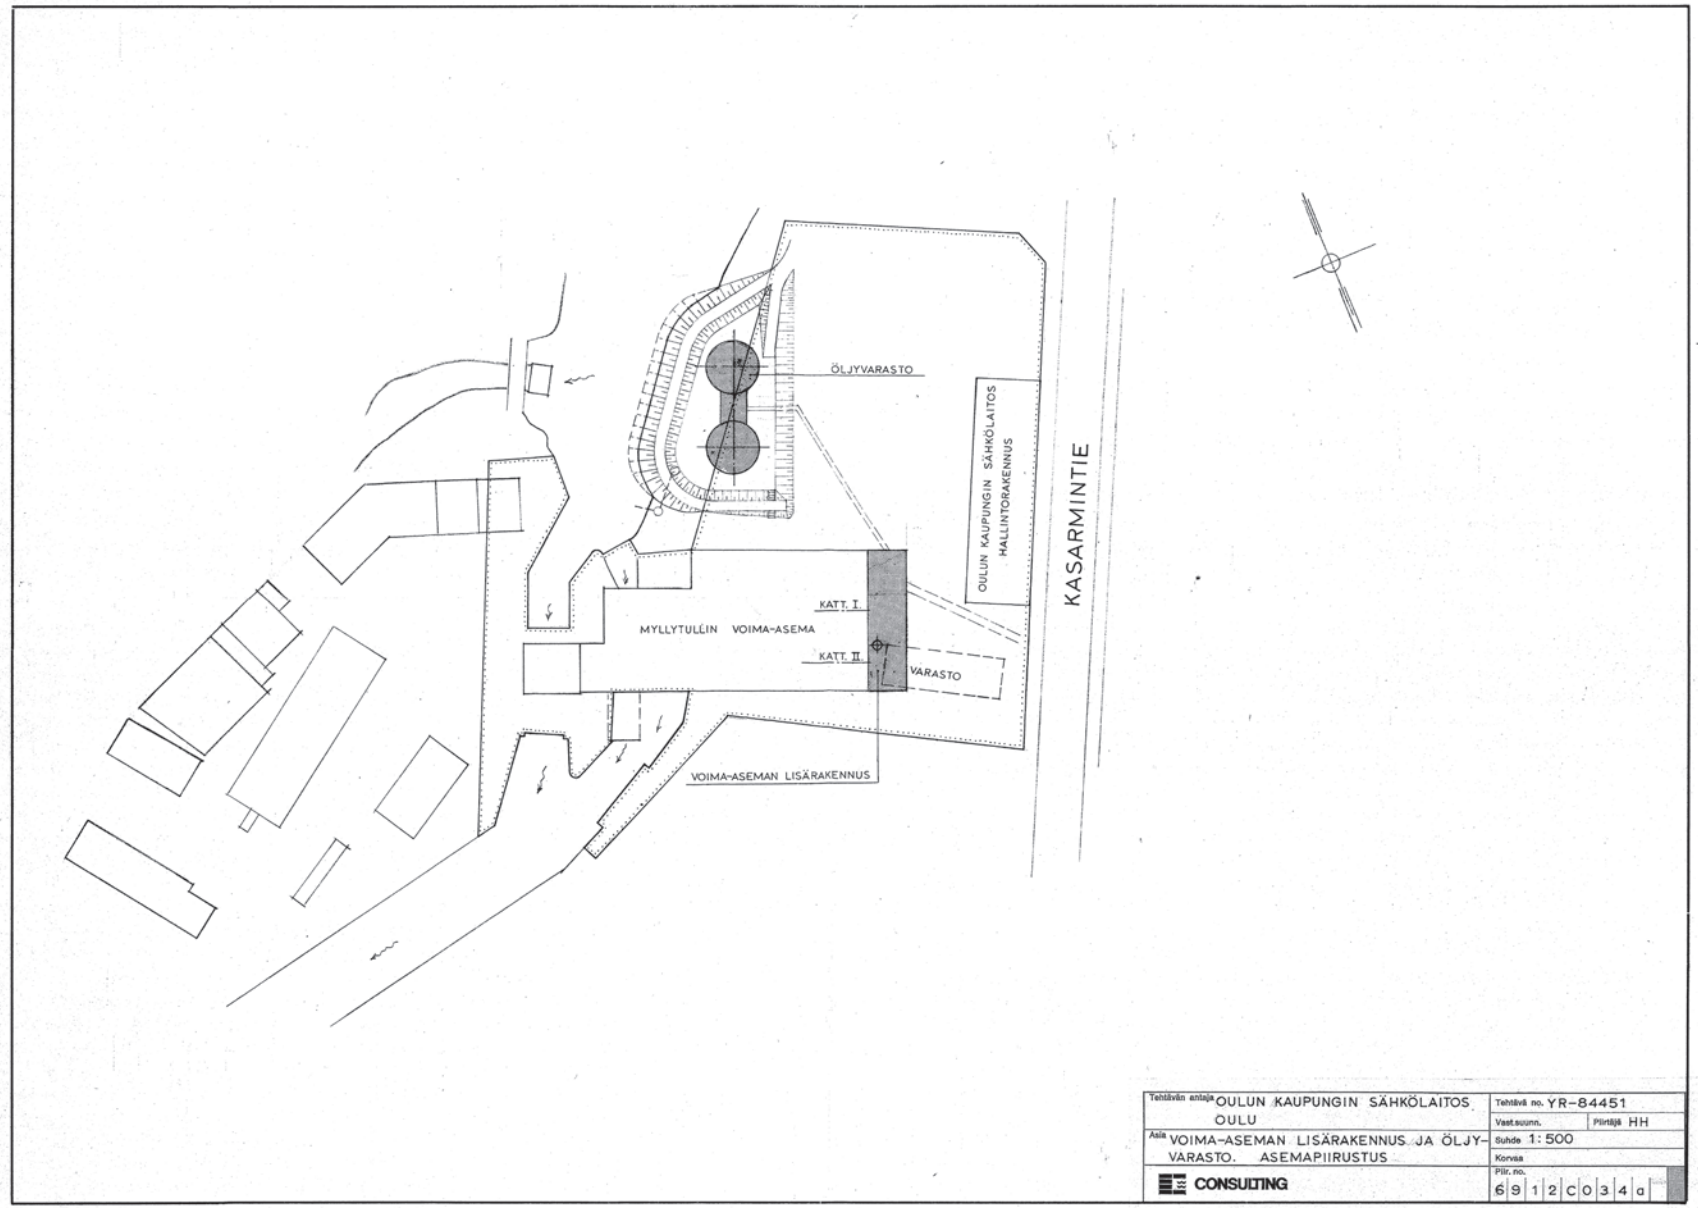 ÖLJYVARASTO
OULUN KAUPUNGIN SÄHKÖLAITOS
HALLINTORAKENNUS
KASARMINTIE
KATT. I.
MYLLYTULLIN VOIMA-ASEMA
KATT. II.
VARASTO
VOIMA-ASEMAN LISÄRAKENNUS
Tehtävän antaja OULUN KAUPUNGIN SÄHKÖLAITOS
OULU
Tehtävä no. YR-84451
Vast.suunn.
Piirtäjä HH
Asia VOIMA-ASEMAN LISÄRAKENNUS JA ÖLJY-
VARASTO. ASEMAPIIRUSTUS
Suhde 1:500
Korvaa
CONSULTING
Piir. no.
6912C034a